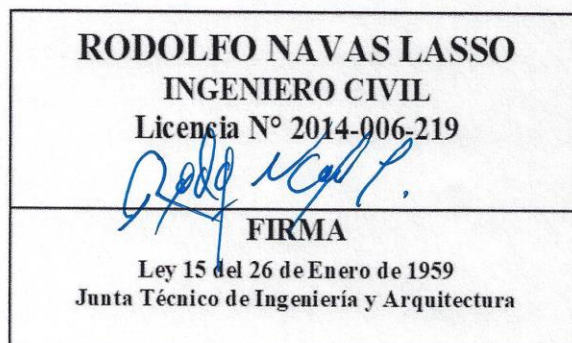 RODOLFO NAVAS LASSO
INGENIERO CIVIL
Licencia N° 2014-006-219
FIRMA
Ley 15 del 26 de Enero de 1959
Junta Técnico de Ingeniería y Arquitectura